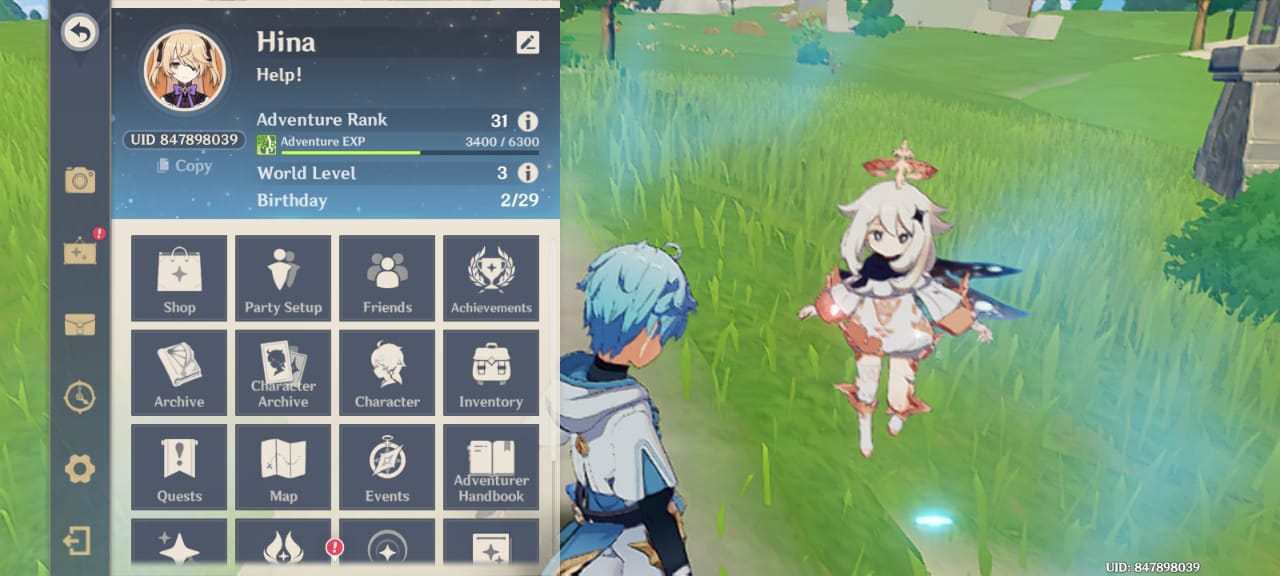 Hina
Help!
Adventure Rank 31
UID 847898039
Adventure EXP 3400 / 6300
Copy
World Level 3
Birthday 2/29
Shop Party Setup Friends Achievements
Character
Archive Archive Character Inventory
Adventurer
Quests Map Events Handbook
UID: 847898039